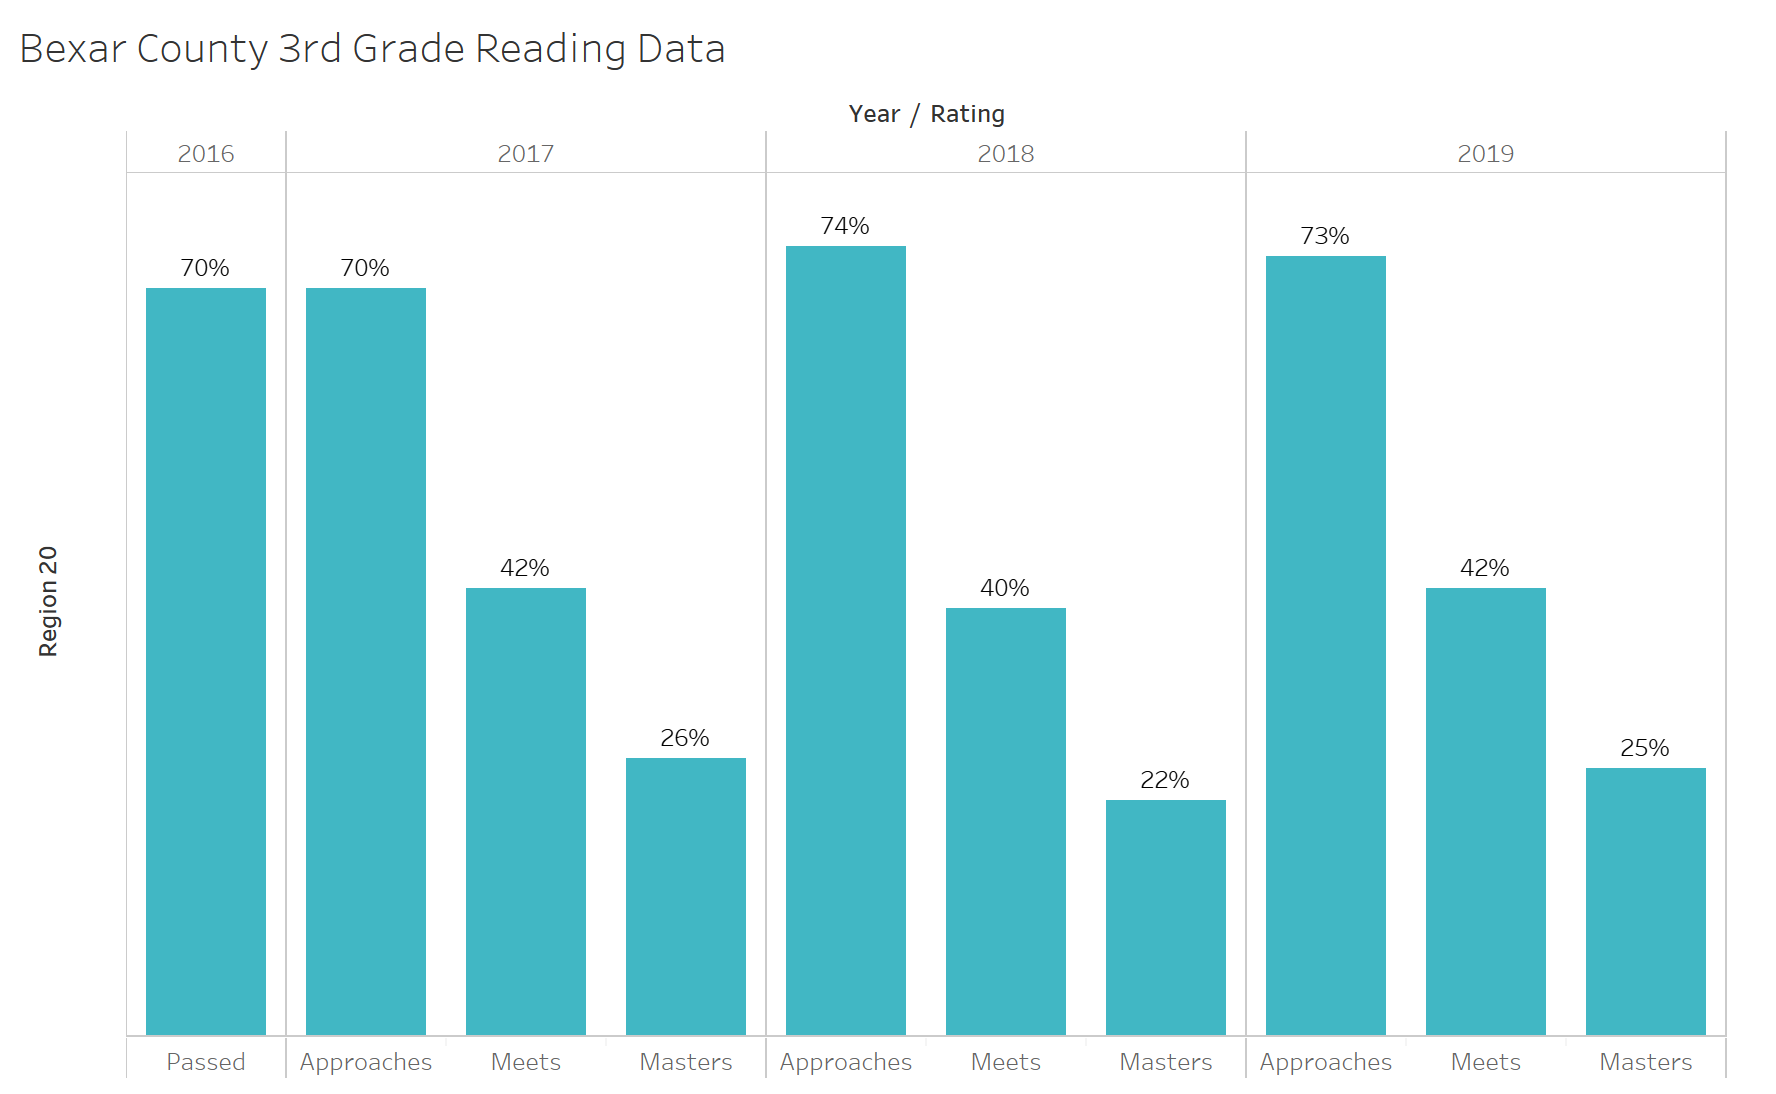 Bexar County 3rd Grade Reading Data
Year / Rating
2016 2017 2018 2019
74%
73%
70% 70%
42% 42%
40%
26%
25%
22%
Region 20
Passed Approaches Meets Masters Approaches Meets Masters Approaches Meets Masters